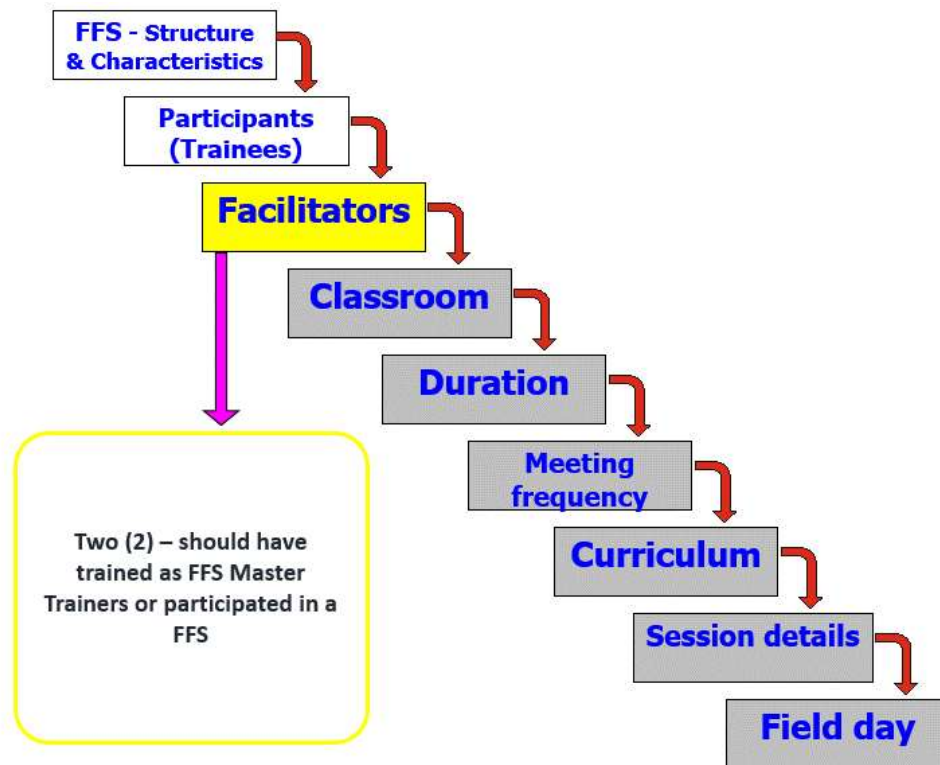 FFS - Structure
& Characteristics
Participants
(Trainees)
Facilitators
Classroom
Duration
Meeting
frequency
Curriculum
Session details
Field day
Two (2) – should have
trained as FFS Master
Trainers or participated in a
FFS